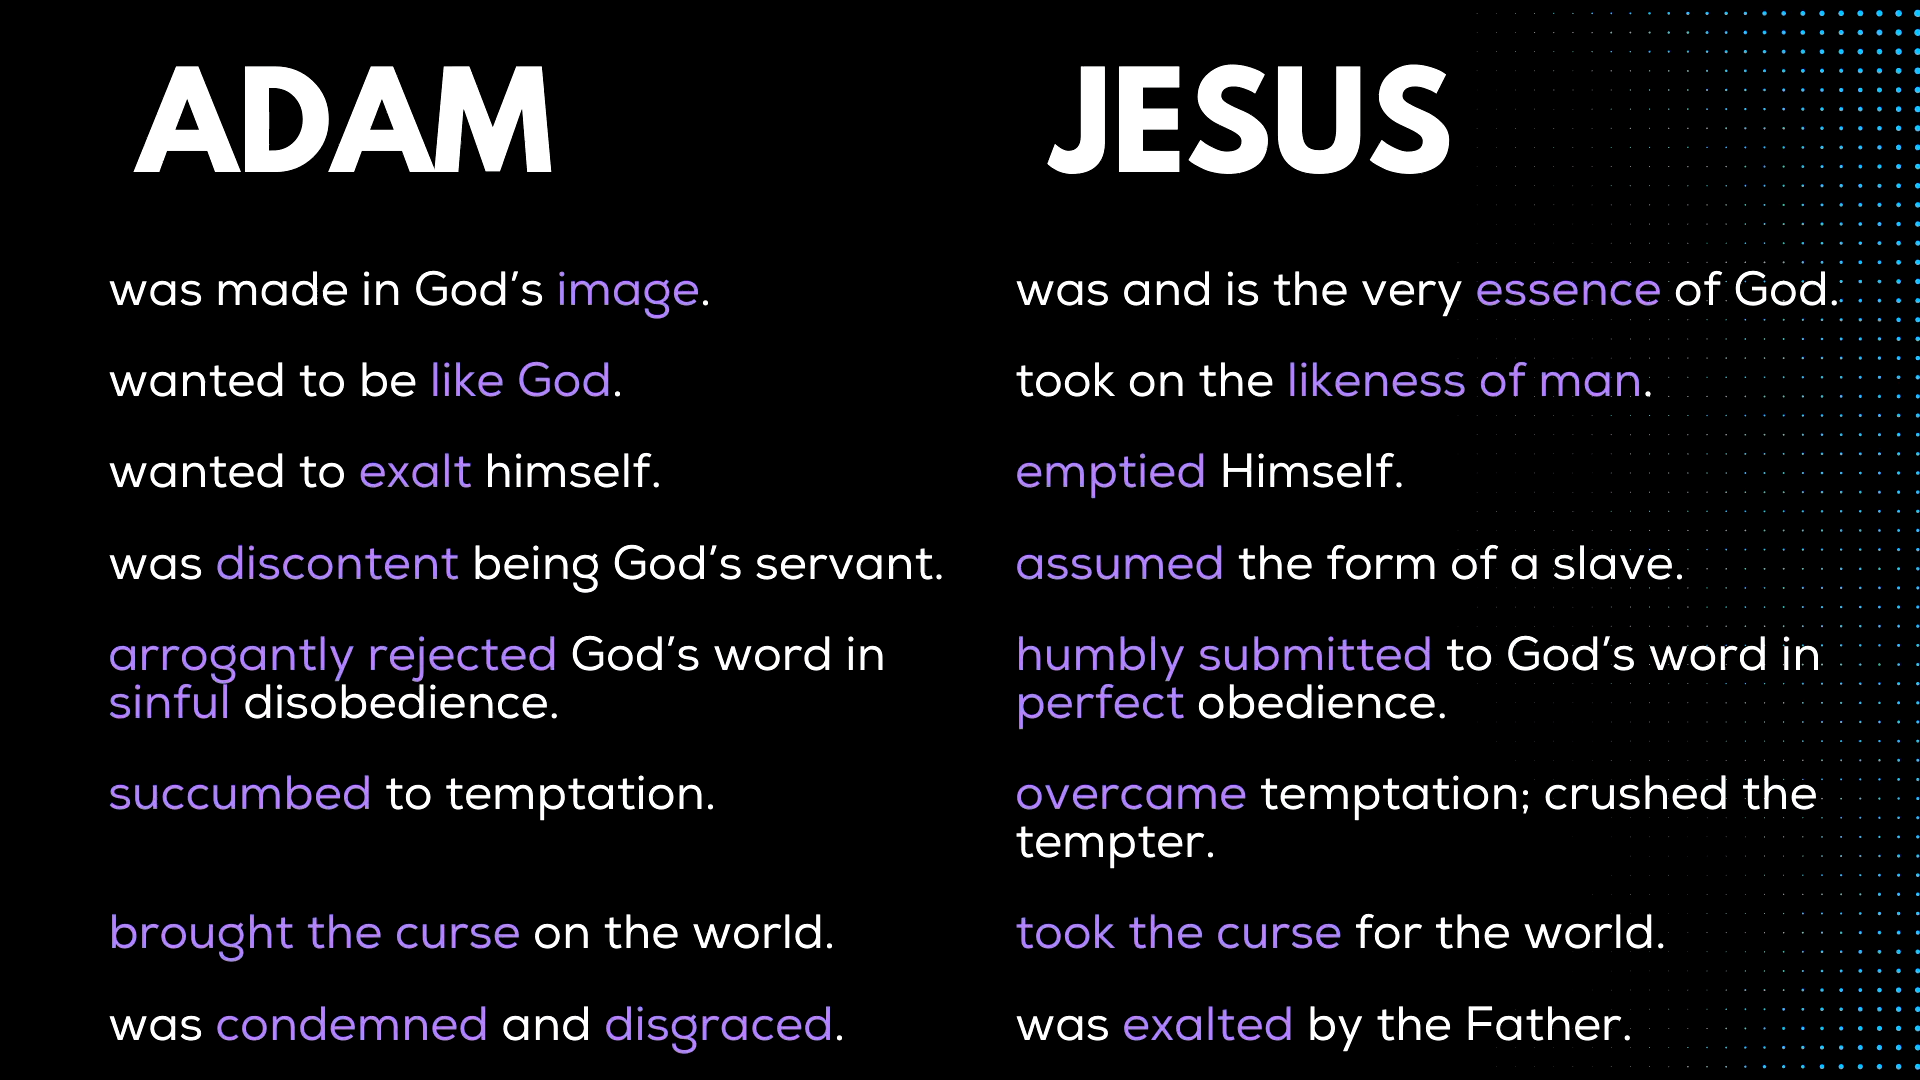 ADAM
was made in God’s image.
wanted to be like God.
wanted to exalt himself.
was discontent being God’s servant.
arrogantly rejected God’s word in
sinful disobedience.
succumbed to temptation.
brought the curse on the world.
was condemned and disgraced.
JESUS
was and is the very essence of God.
took on the likeness of man.
emptied Himself.
assumed the form of a slave.
humbly submitted to God’s word in
perfect obedience.
overcame temptation; crushed the
tempter.
took the curse for the world.
was exalted by the Father.